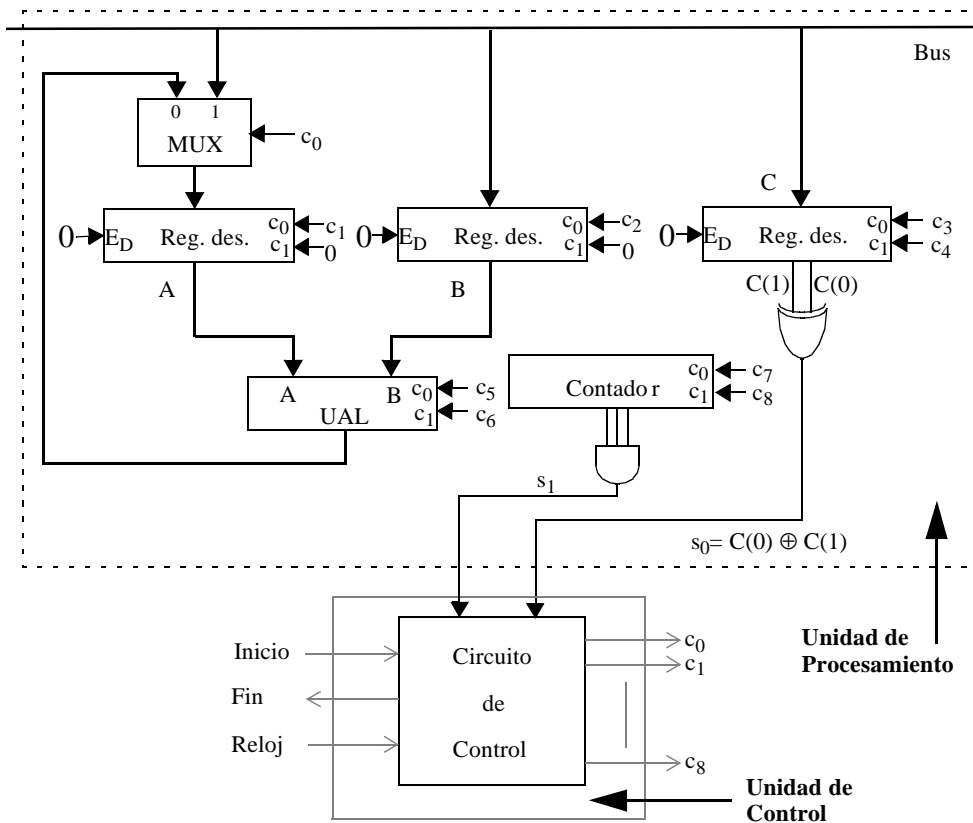 Bus
0 1
MUX
c0
C
0 ED Reg. des. c0 c1
c1 0
0 ED Reg. des. c0 c2
c1 0
0 ED Reg. des. c0 c3
c1 c4
A
B
C(1) C(0)
A B c0 c5
UAL c1 c6
Contador c0 c7
c1 c8
s1
s0= C(0) ⊕ C(1)
Unidad de
Procesamiento
Inicio
Fin
Reloj
Circuito
de
Control
c0
c1
c8
Unidad de
Control